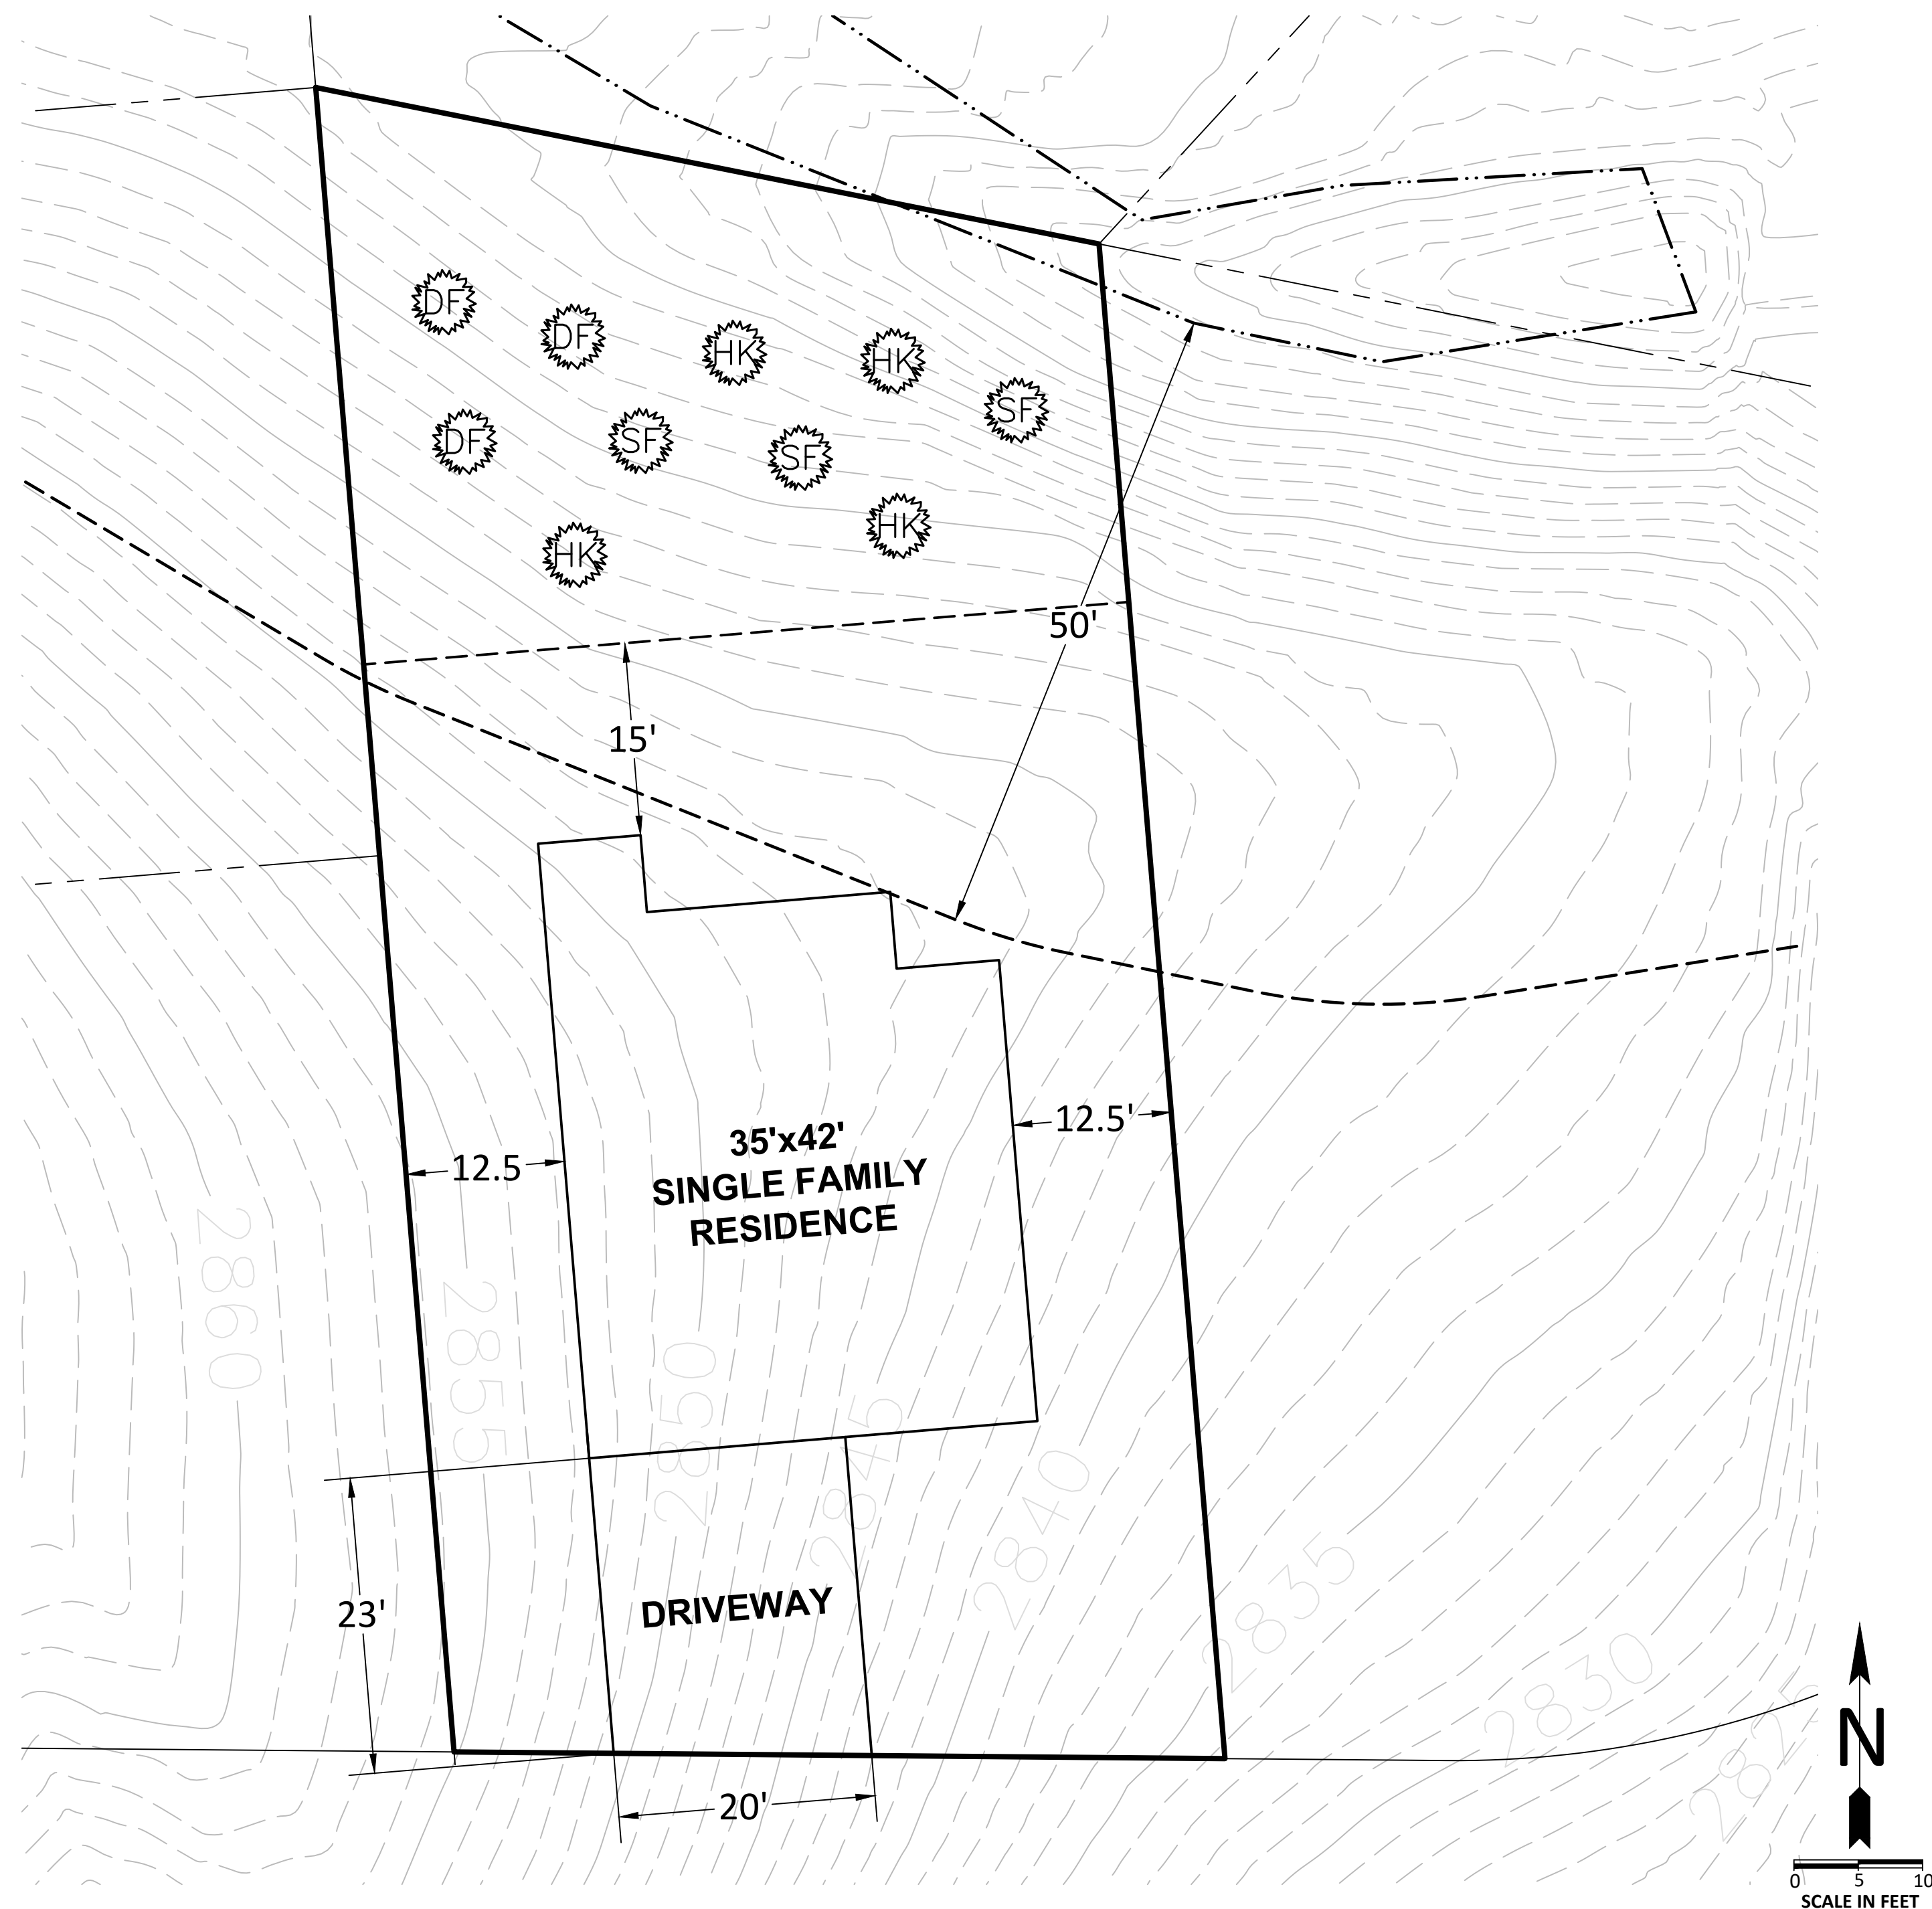 DF
DF
HK
HK
SF
DF
SF
SF
HK
HK
50'
15'
12.5'
35'x42'
SINGLE FAMILY
RESIDENCE
12.5
2860
2855
2850
2845
2840
2835
2830
DRIVEWAY
23'
20'
N
0 5 10
SCALE IN FEET